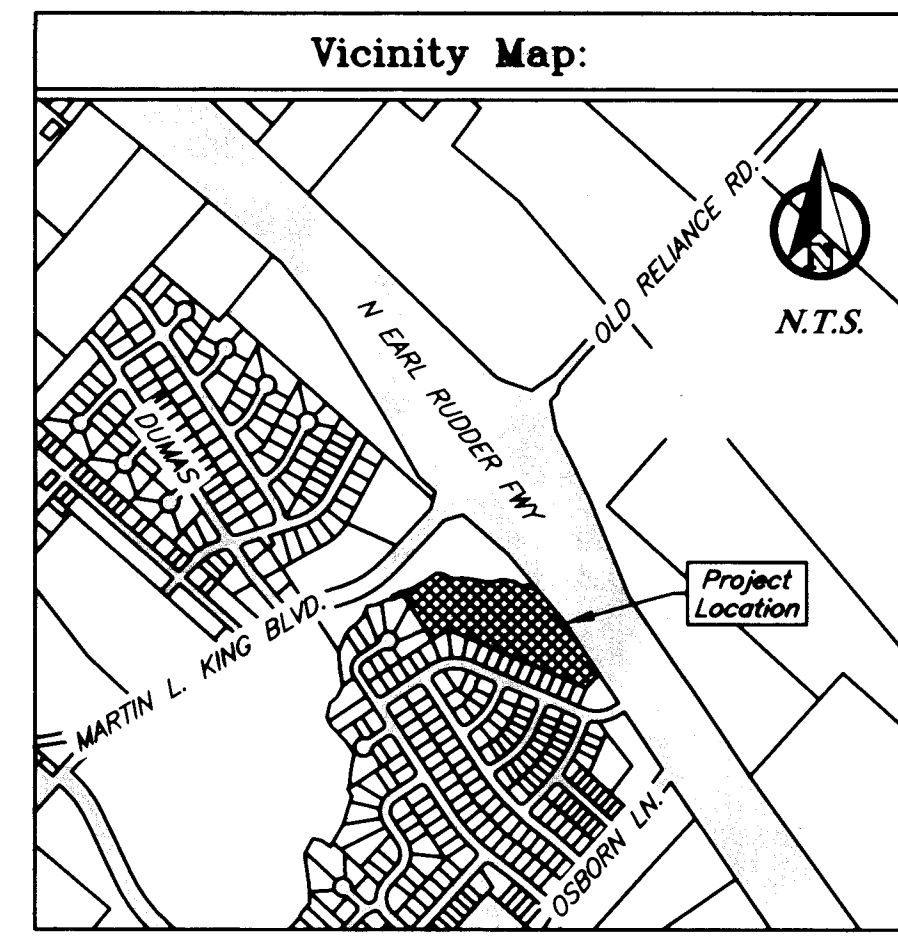 Vicinity Map:
OLD RELIANCE RD.
N
N.T.S.
N EARL RUDDER FWY
DUMAS
Project
Location
MARTIN L. KING BLVD.
OSBORN LN.